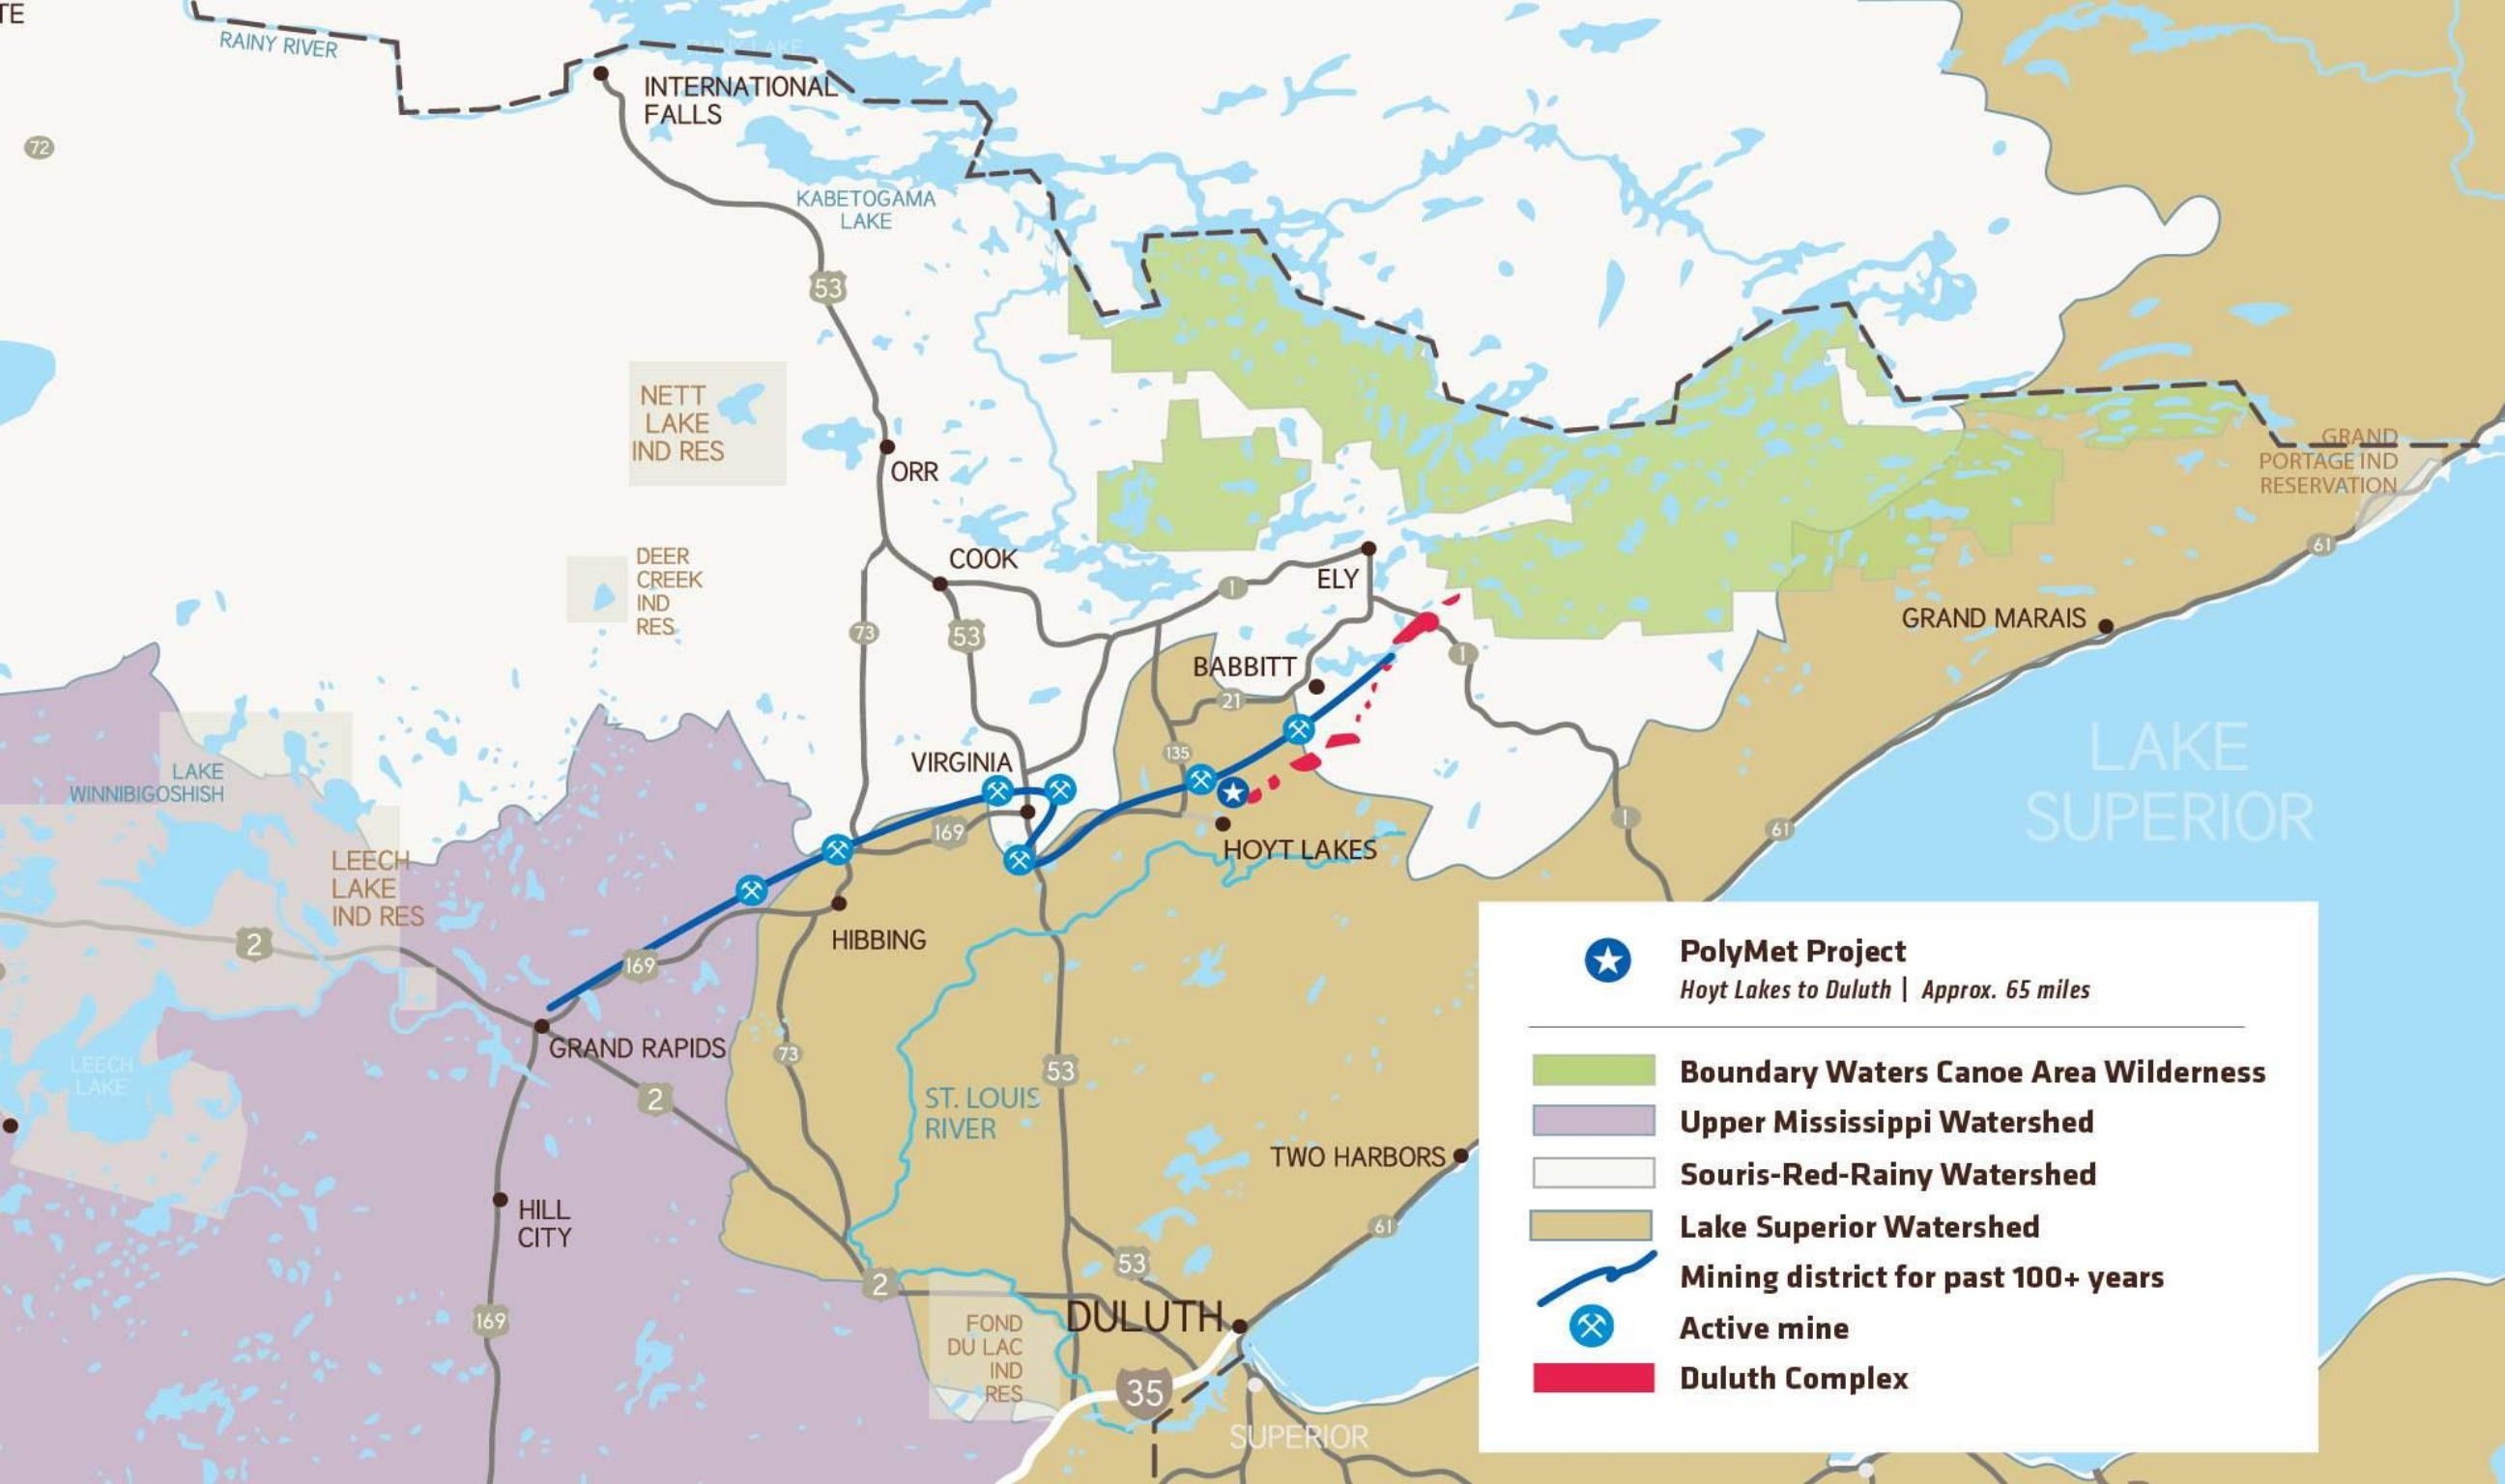 TE
RAINY RIVER
RAINY LAKE
INTERNATIONAL
FALLS
72
KABETOGAMA
LAKE
53
NETT
LAKE
IND RES
ORR
GRAND
PORTAGE IND
RESERVATION
61
COOK
DEER
CREEK
IND
RES
ELY
1
73
53
GRAND MARAIS
BABBITT
1
21
135
VIRGINIA
LAKE
SUPERIOR
LAKE
WINNIBIGOSHISH
169
1
61
HOYT LAKES
LEECH
LAKE
IND RES
2
HIBBING
169
GRAND RAPIDS
73
LEECH
LAKE
2
53
ST. LOUIS
RIVER
TWO HARBORS
HILL
CITY
61
53
2
169
FOND
DU LAC
IND
RES
DULUTH
35
SUPERIOR
PolyMet Project
Hoyt Lakes to Duluth | Approx. 65 miles
Boundary Waters Canoe Area Wilderness
Upper Mississippi Watershed
Souris-Red-Rainy Watershed
Lake Superior Watershed
Mining district for past 100+ years
Active mine
Duluth Complex